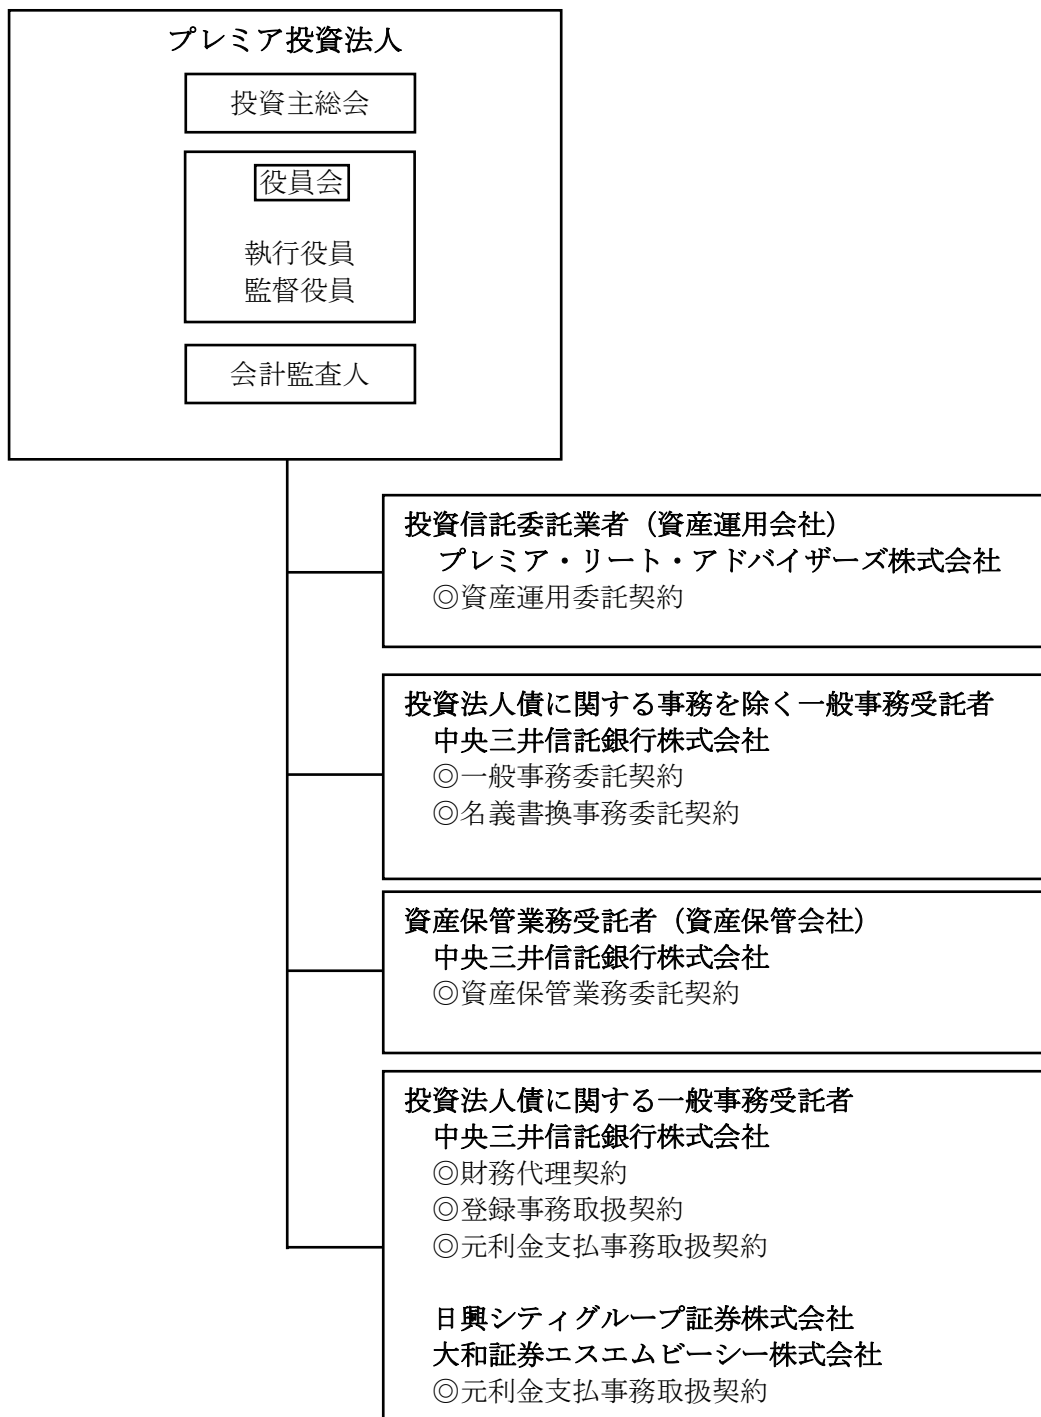 プレミア投資法人
投資主総会
役員会
執行役員
監督役員
会計監査人
投資信託委託業者（資産運用会社）
プレミア・リート・アドバイザーズ株式会社
◎資産運用委託契約
投資法人債に関する事務を除く一般事務受託者
中央三井信託銀行株式会社
◎一般事務委託契約
◎名義書換事務委託契約
資産保管業務受託者（資産保管会社）
中央三井信託銀行株式会社
◎資産保管業務委託契約
投資法人債に関する一般事務受託者
中央三井信託銀行株式会社
◎財務代理契約
◎登録事務取扱契約
◎元利金支払事務取扱契約
日興シティグループ証券株式会社
大和証券エスエムビーシー株式会社
◎元利金支払事務取扱契約